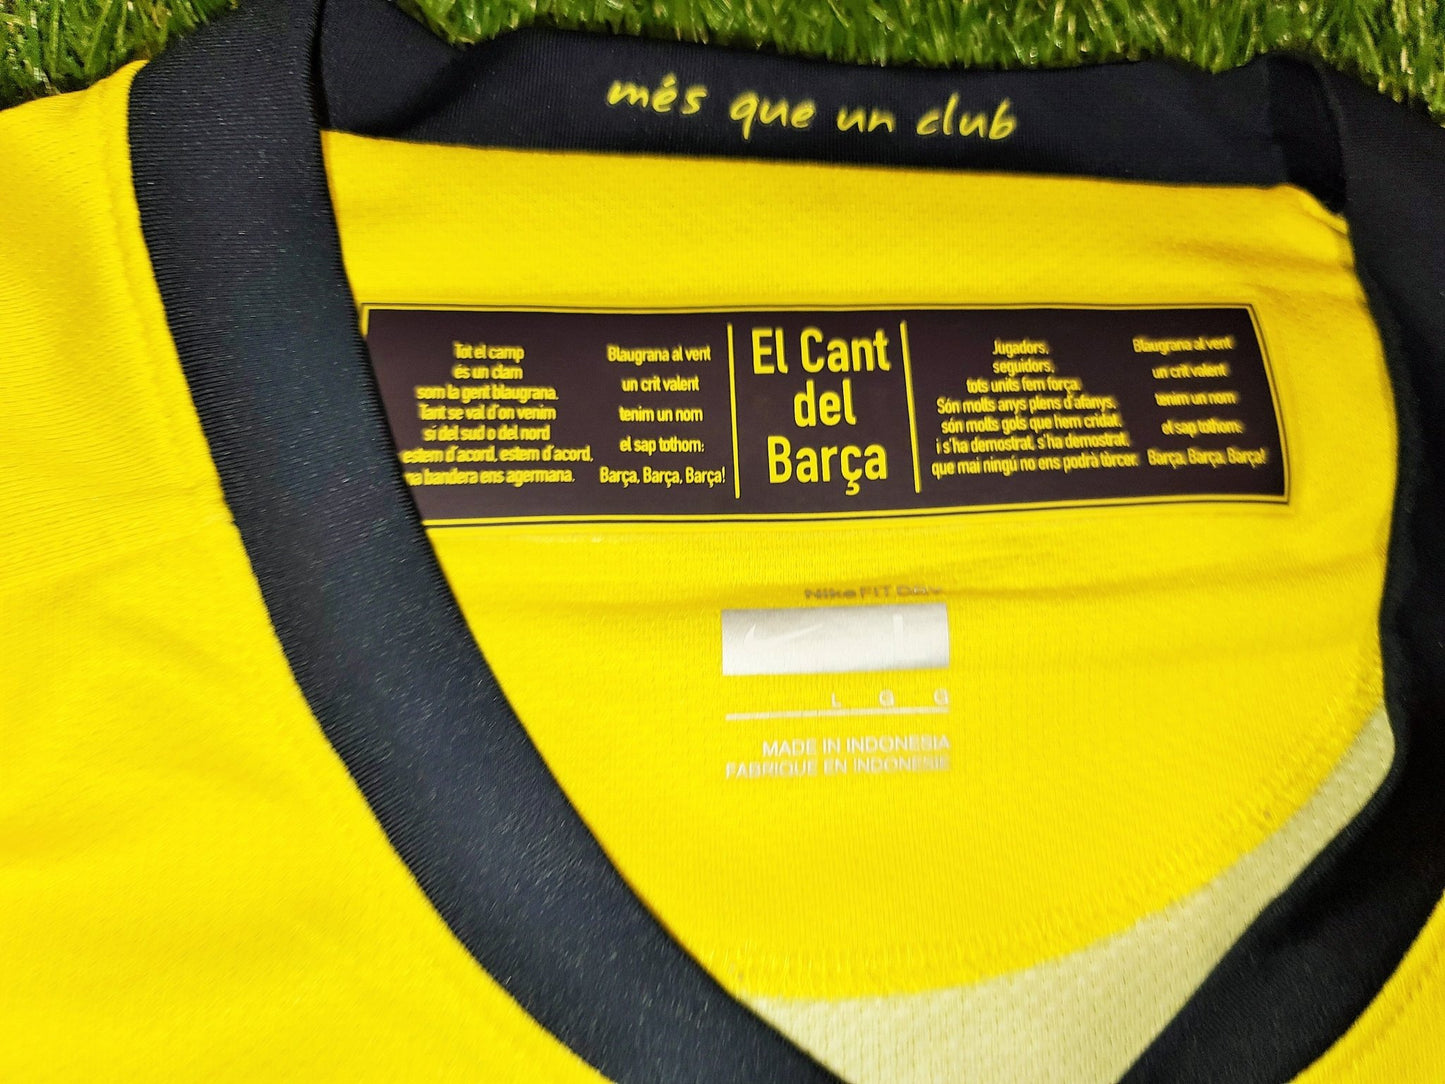 més que un club
Tot el camp
és un clam
som la gent blaugrana.
Tant se val d'on venim
si del sud o del nord
estem d'acord, estem d'acord,
bandera ens agermana.
Blaugrana al vent
un crit valent
tenim un nom
el sap tothom:
Barça, Barça, Barça!
El Cant
del
Barça
Jugadors,
seguidors,
tots units fem força.
Són molts anys plens d'afanys,
són molts gols que hem cridat.
i s'ha demostrat, s'ha demostrat,
que mai ningú no ens podrà tòrcer.
Blaugrana al vent
un crit valent
tenim un nom
el sap tothom:
Barça, Barça, Barça!
NikeFIT DRY
L
L G G
MADE IN INDONESIA
FABRIQUE EN INDONESIE